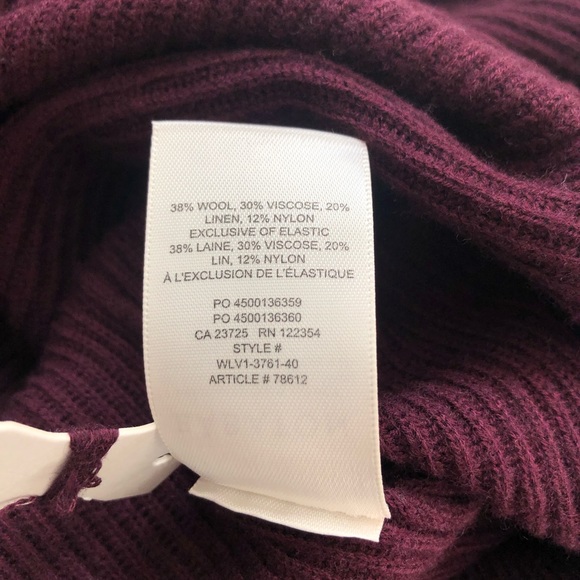 38% WOOL, 30% VISCOSE, 20%
LINEN, 12% NYLON
EXCLUSIVE OF ELASTIC
38% LAINE, 30% VISCOSE, 20%
LIN, 12% NYLON
À L'EXCLUSION DE L'ÉLASTIQUE
PO 4500136359
PO 4500136360
CA 23725 RN 122354
STYLE #
WLV1-3761-40
ARTICLE # 78612